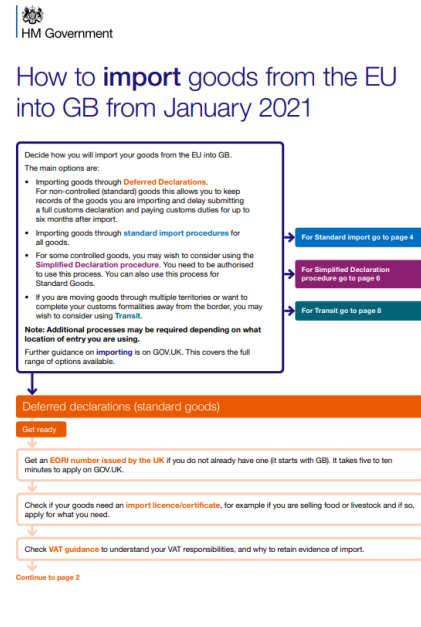 HM Government
How to import goods from the EU
into GB from January 2021
Decide how you will import your goods from the EU into GB.
The main options are:
• Importing goods through Deferred Declarations.
For non-controlled (standard) goods this allows you to keep
records of the goods you are importing and delay submitting
a full customs declaration and paying customs duties for up to
six months after import.
• Importing goods through standard import procedures for
all goods.
• For some controlled goods, you may wish to consider using the
Simplified Declaration procedure. You need to be authorised
to use this process. You can also use this process for
Standard Goods.
• If you are moving goods through multiple territories or want to
complete your customs formalities away from the border, you may
wish to consider using Transit.
Note: Additional processes may be required depending on what
location of entry you are using.
Further guidance on importing is on GOV.UK. This covers the full
range of options available.
For Standard import go to page 4
For Simplified Declaration
procedure go to page 6
For Transit go to page 8
Deferred declarations (standard goods)
Get ready
Get an EORI number issued by the UK if you do not already have one (it starts with GB). It takes five to ten
minutes to apply on GOV.UK.
Check if your goods need an import licence/certificate, for example if you are selling food or livestock and if so,
apply for what you need.
Check VAT guidance to understand your VAT responsibilities, and why to retain evidence of import.
Continue to page 2